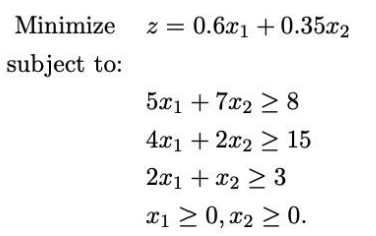 Minimize z = 0.6x₁ + 0.35x₂
subject to:
5x₁ + 7x₂ ≥ 8
4x₁ + 2x₂ ≥ 15
2x₁ + x₂ ≥ 3
x₁ ≥ 0, x₂ ≥ 0.